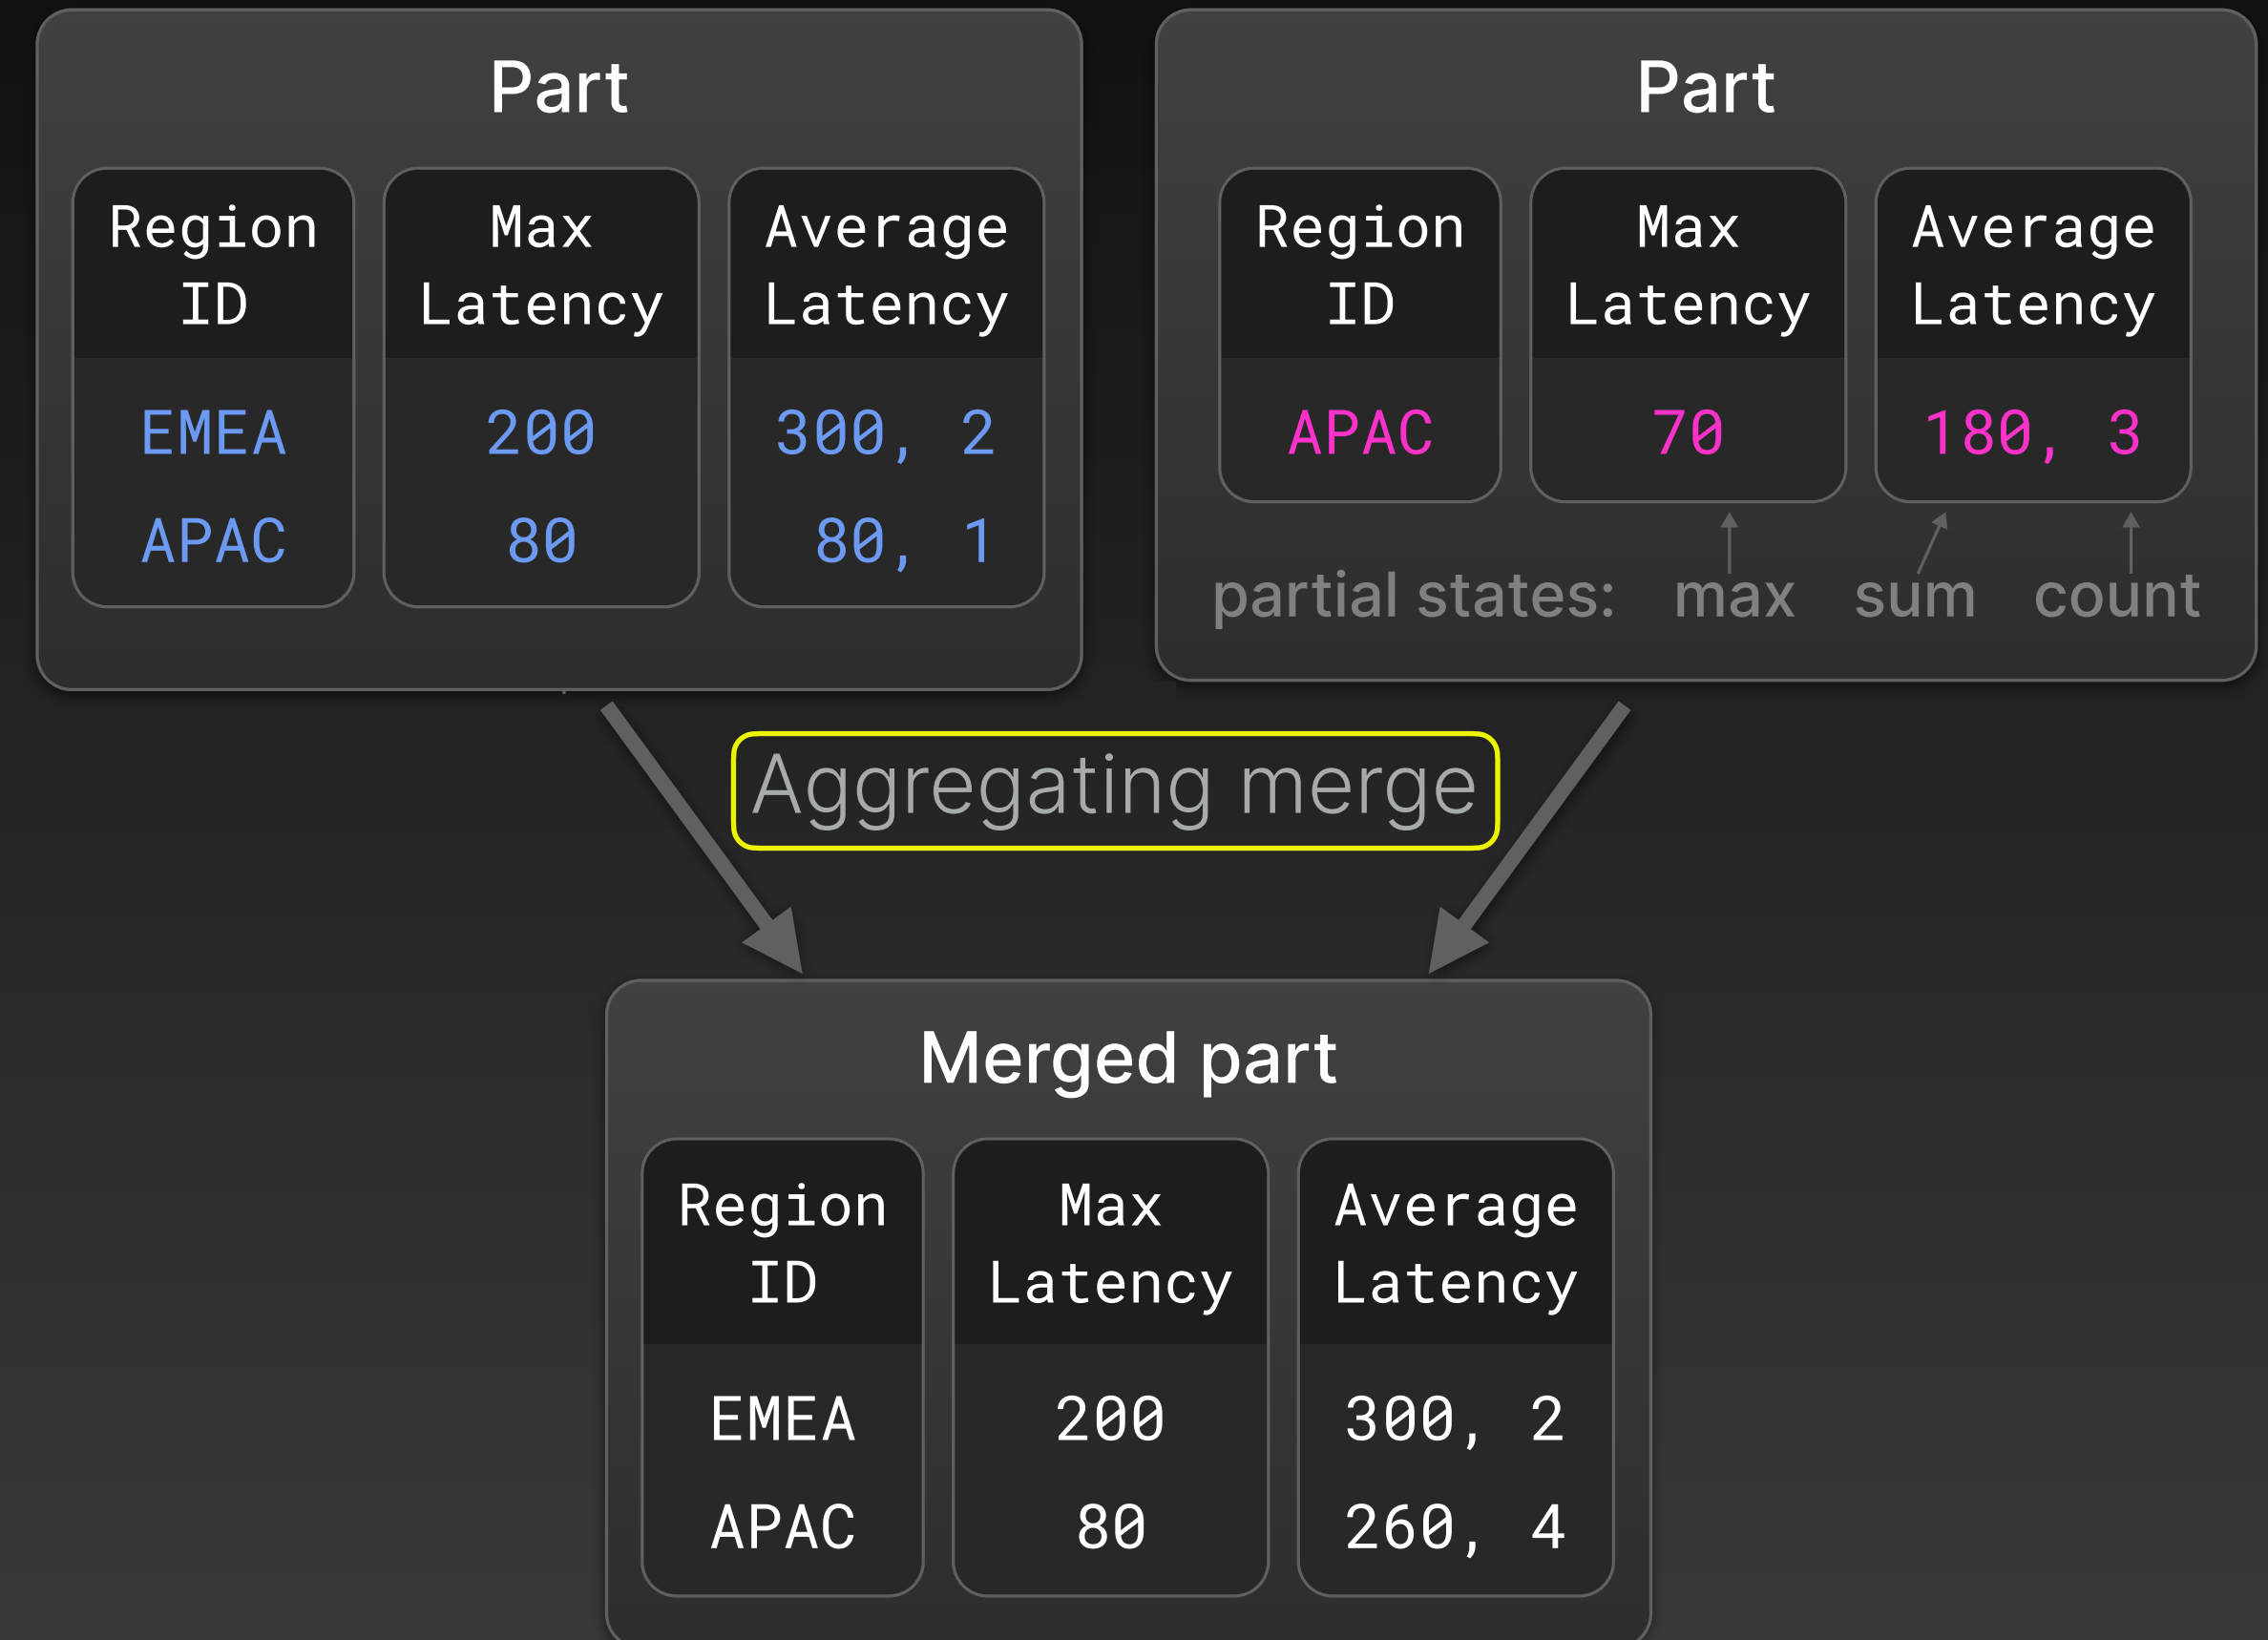 Part
Region ID
Max Latency
Average Latency
EMEA 200 300, 2
APAC 80 80, 1
Part
Region ID
Max Latency
Average Latency
APAC 70 180, 3
partial states: max sum count
Aggregating merge
Merged part
Region ID
Max Latency
Average Latency
EMEA 200 300, 2
APAC 80 260, 4